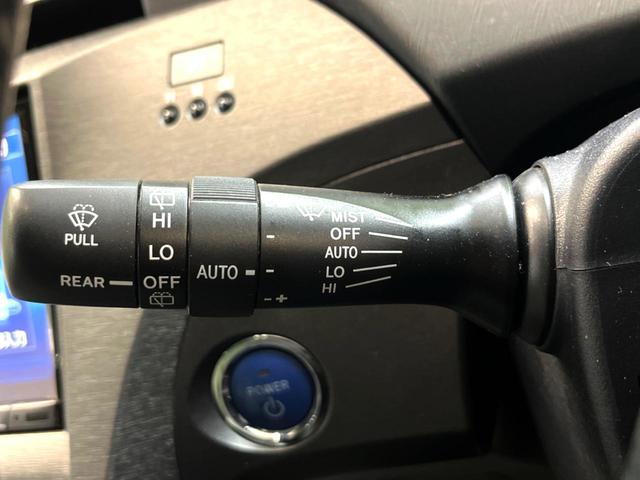 PULL
REAR
HI
LO
OFF
AUTO
- +
MIST
OFF
AUTO
LO
HI
POWER